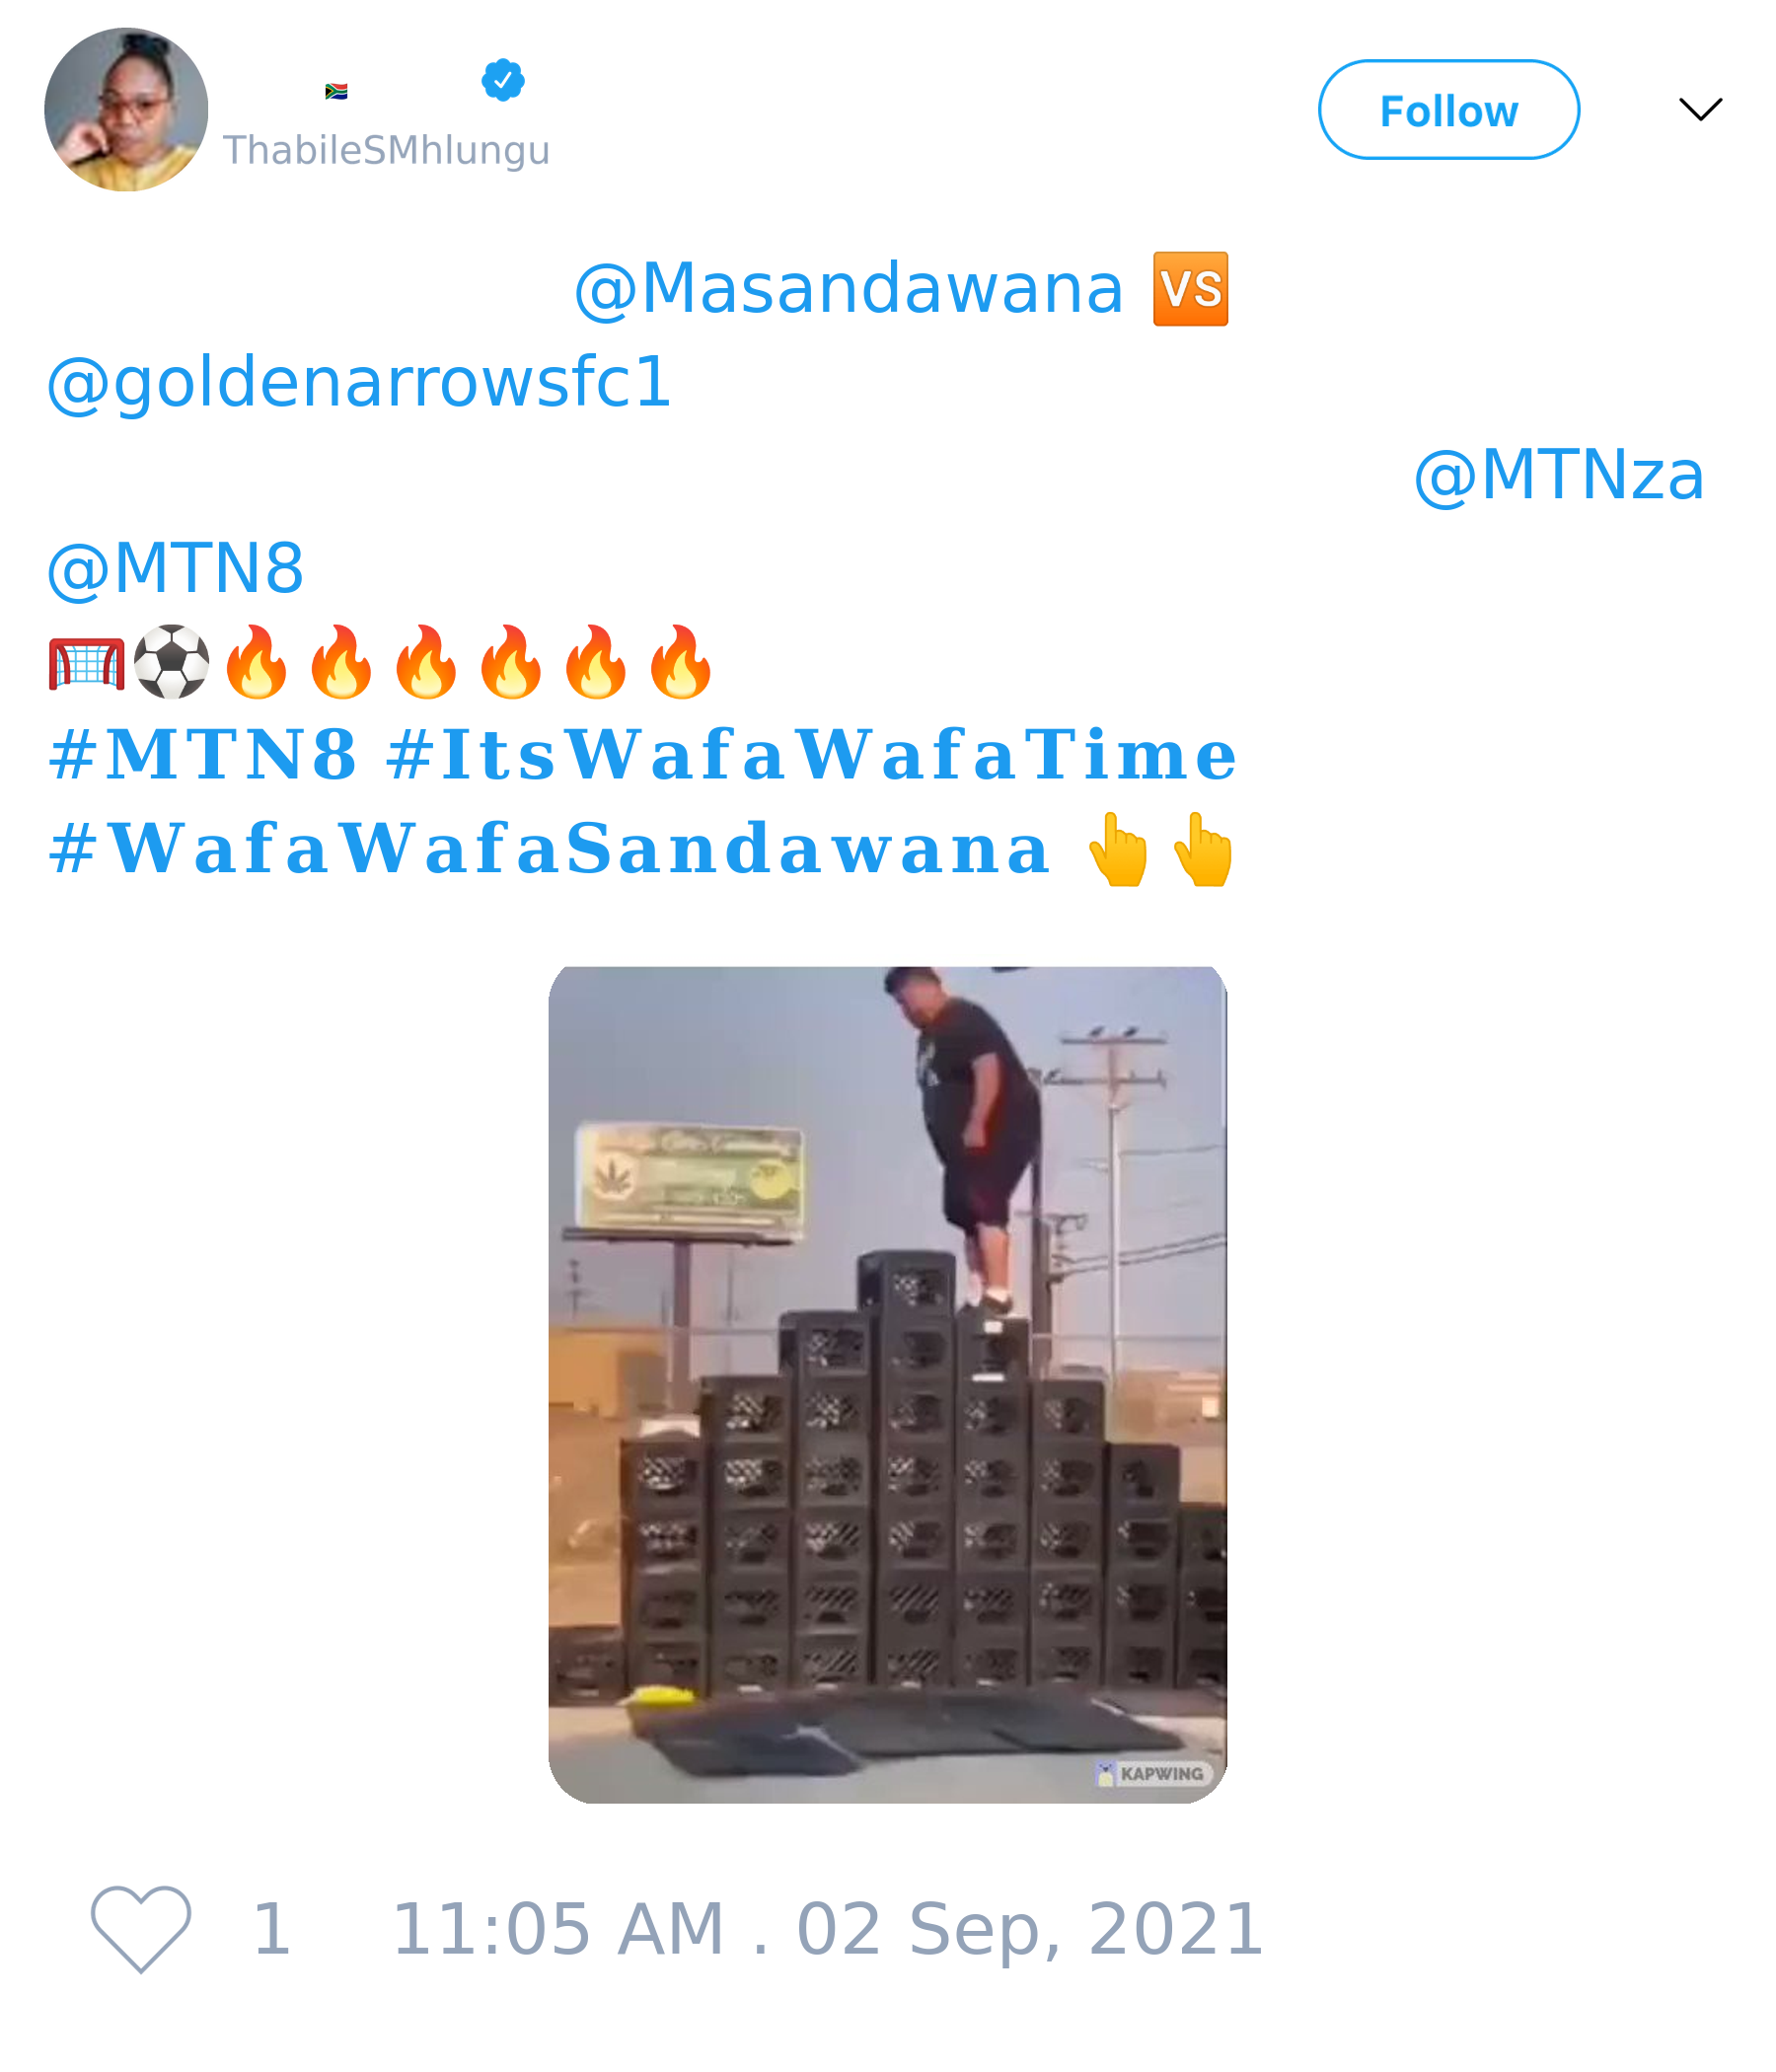 ThabileSMhlungu
Follow
@Masandawana 🆚
@goldenarrowsfc1
@MTNza
@MTN8
🥅⚽🔥🔥🔥🔥🔥🔥
#𝐌𝐓𝐍𝟖 #𝐈𝐭𝐬𝐖𝐚𝐟𝐚𝐖𝐚𝐟𝐚𝐓𝐢𝐦𝐞
#𝐖𝐚𝐟𝐚𝐖𝐚𝐟𝐚𝐒𝐚𝐧𝐝𝐚𝐰𝐚𝐧𝐚 👆👆
KAPWING
1 11:05 AM . 02 Sep, 2021